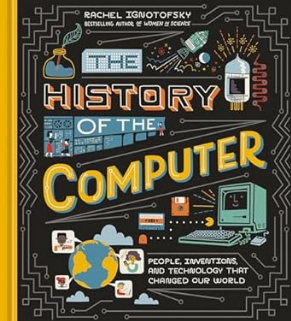 RACHEL IGNOTOFSKY
BESTSELLING AUTHOR OF WOMEN IN SCIENCE
THE
HISTORY
OF THE
COMPUTER
PEOPLE, INVENTIONS,
AND TECHNOLOGY THAT
CHANGED OUR WORLD